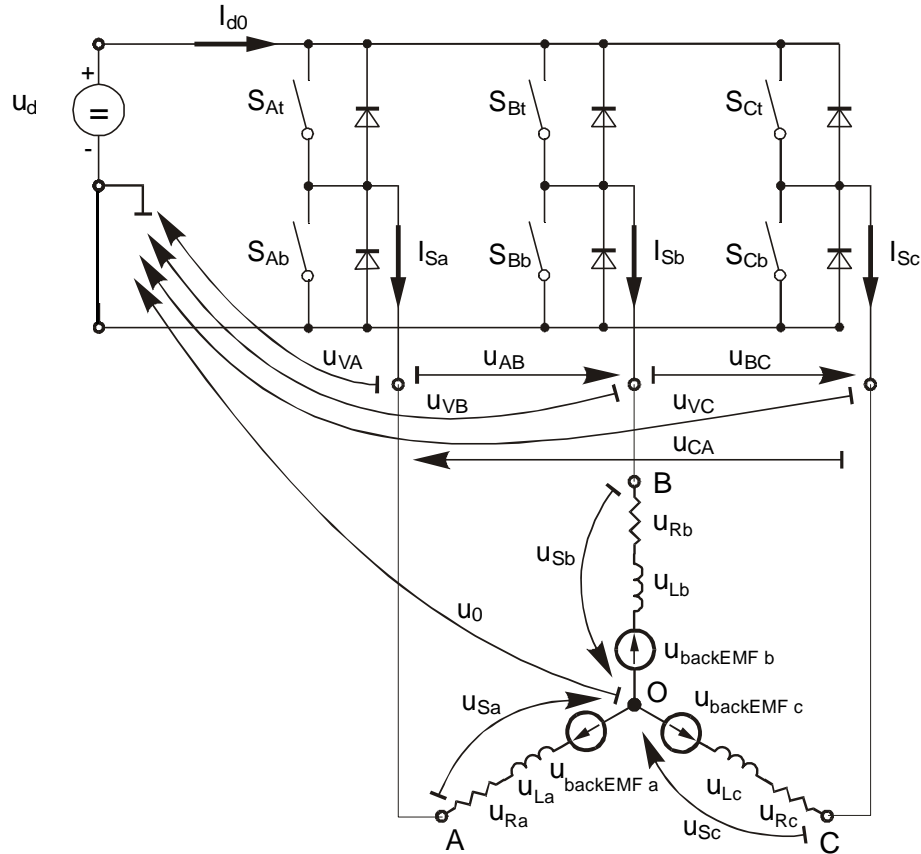 I_d0
+
u_d
=
-
S_At
S_Bt
S_Ct
S_Ab
I_Sa
S_Bb
I_Sb
S_Cb
I_Sc
u_VA
u_AB
u_BC
u_VB
u_VC
u_CA
B
u_Rb
u_Sb
u_Lb
u_0
u_backEMF b
O
u_Sa
u_backEMF c
u_backEMF a
u_La
u_Lc
u_Ra
u_Rc
u_Sc
A
C